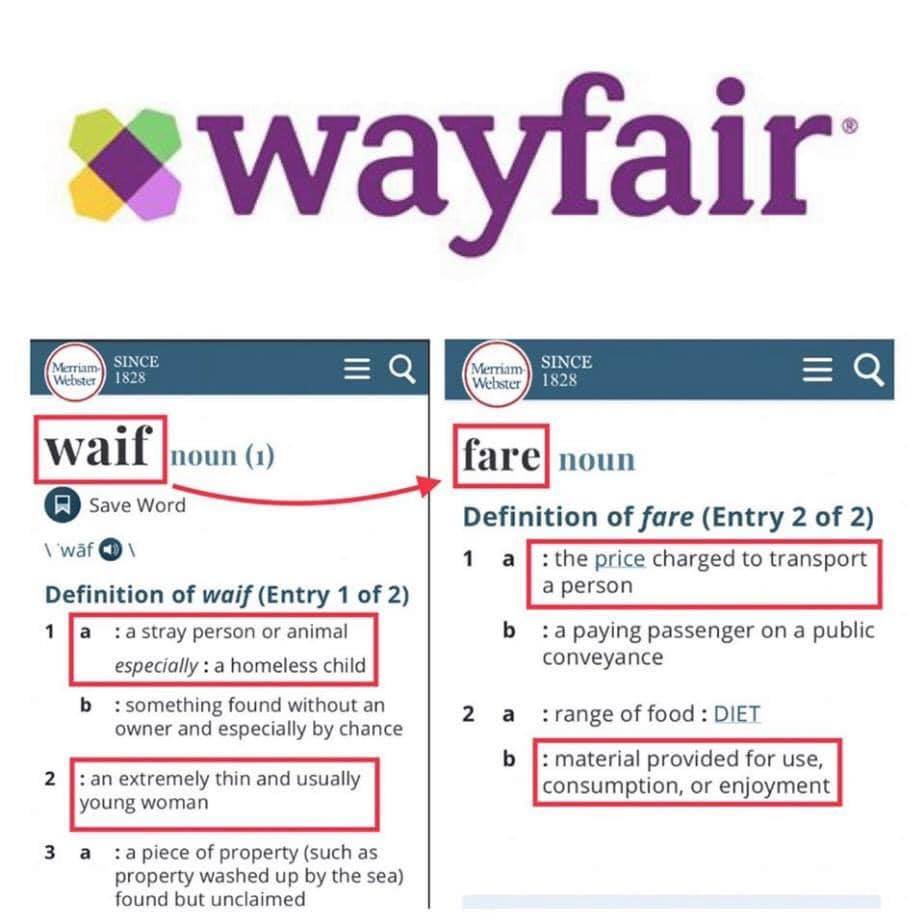 wayfair®
Merriam-
Webster
SINCE
1828
waif noun (1)
Save Word
\ ˈwāf \
Definition of waif (Entry 1 of 2)
1 a : a stray person or animal
especially : a homeless child
b : something found without an
owner and especially by chance
2 : an extremely thin and usually
young woman
3 a : a piece of property (such as
property washed up by the sea)
found but unclaimed
Merriam-
Webster
SINCE
1828
fare noun
Definition of fare (Entry 2 of 2)
1 a : the price charged to transport
a person
b : a paying passenger on a public
conveyance
2 a : range of food : DIET
b : material provided for use,
consumption, or enjoyment